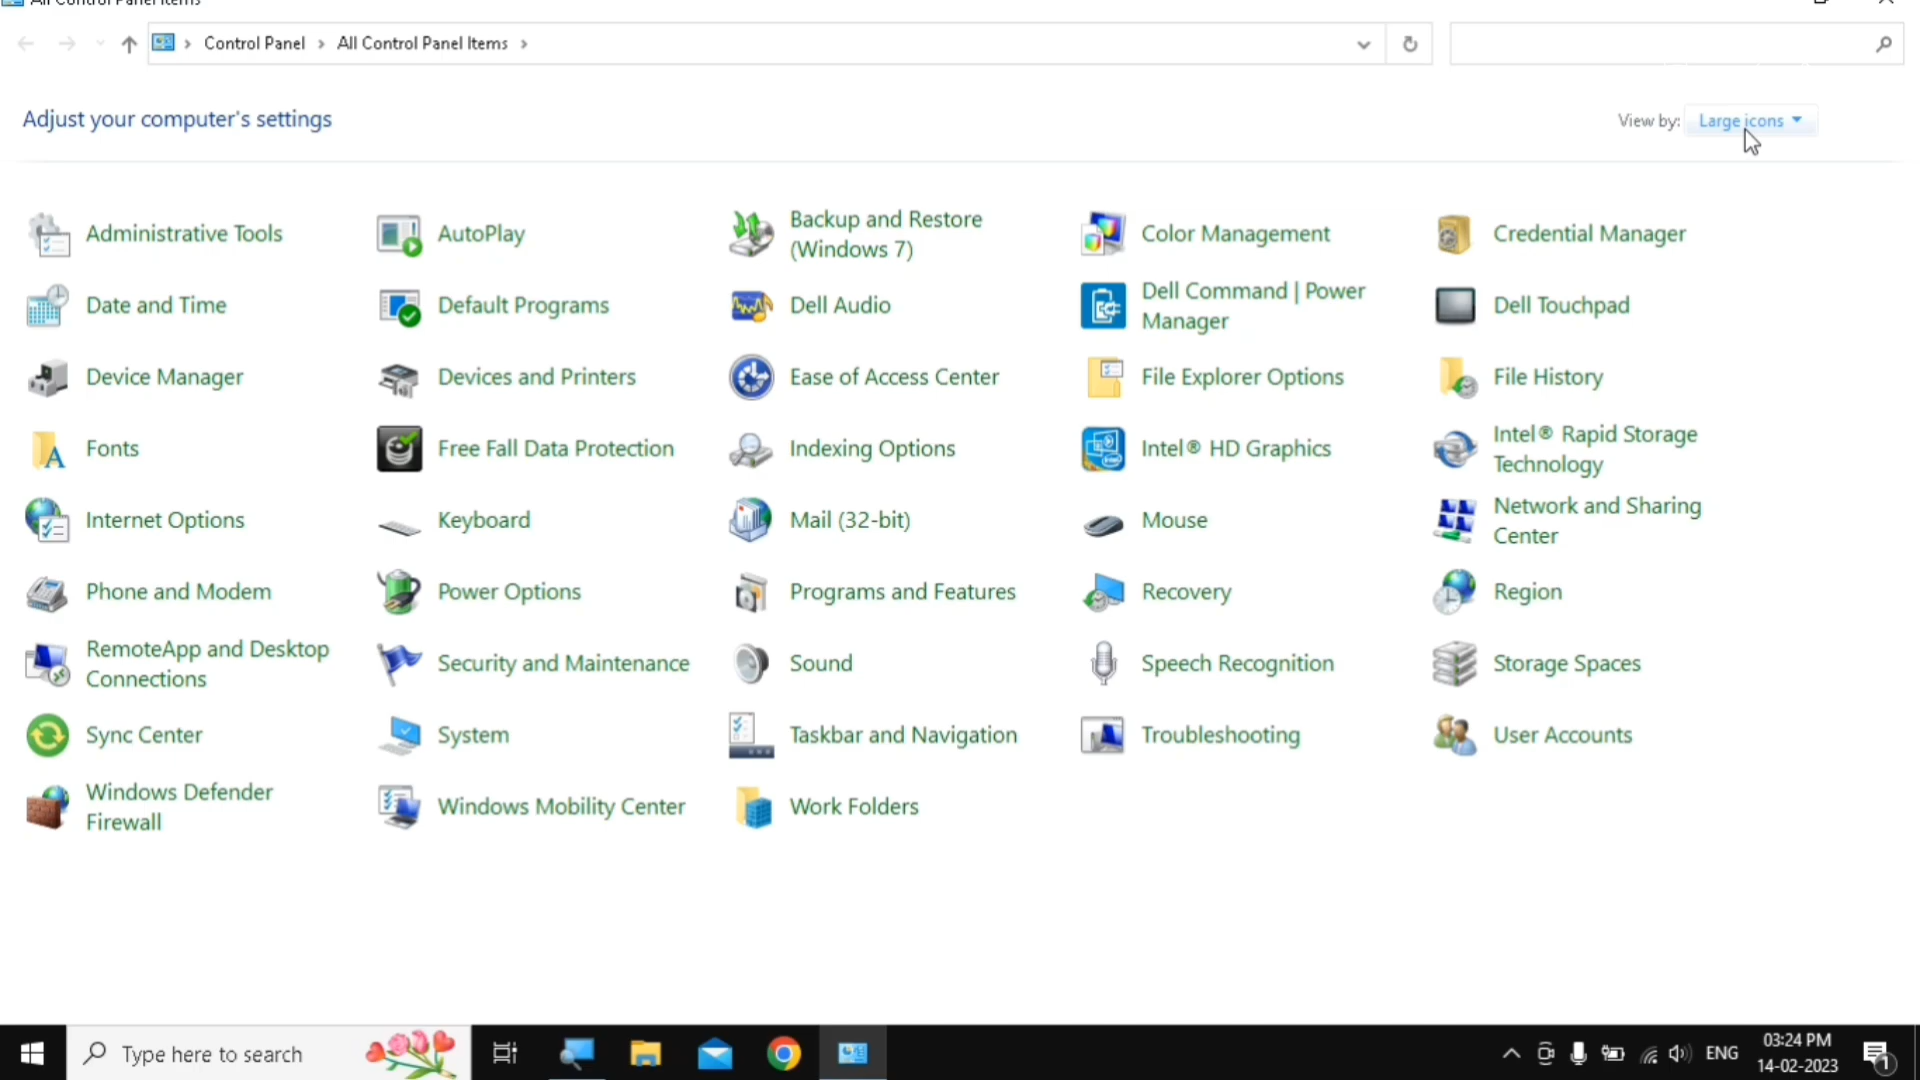 All Control Panel Items
Control Panel
All Control Panel Items
Adjust your computer's settings
View by:
Large icons
Administrative Tools
AutoPlay
Backup and Restore
(Windows 7)
Color Management
Credential Manager
Date and Time
Default Programs
Dell Audio
Dell Command | Power
Manager
Dell Touchpad
Device Manager
Devices and Printers
Ease of Access Center
File Explorer Options
File History
Fonts
Free Fall Data Protection
Indexing Options
Intel® HD Graphics
Intel® Rapid Storage
Technology
Internet Options
Keyboard
Mail (32-bit)
Mouse
Network and Sharing
Center
Phone and Modem
Power Options
Programs and Features
Recovery
Region
RemoteApp and Desktop
Connections
Security and Maintenance
Sound
Speech Recognition
Storage Spaces
Sync Center
System
Taskbar and Navigation
Troubleshooting
User Accounts
Windows Defender
Firewall
Windows Mobility Center
Work Folders
Type here to search
ENG
03:24 PM
14-02-2023
1